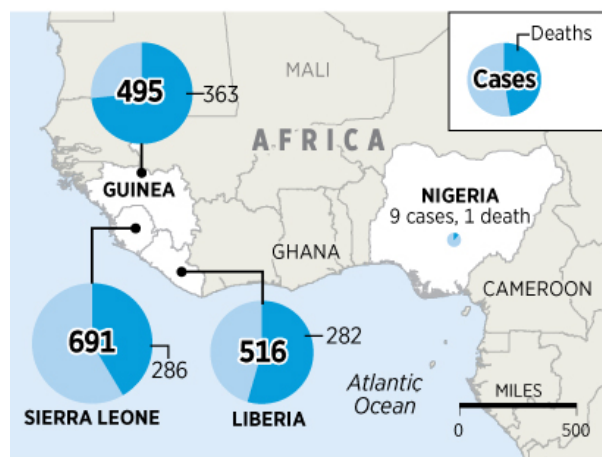 Deaths
Cases
MALI
495
363
AFRICA
GUINEA
NIGERIA
9 cases, 1 death
GHANA
CAMEROON
691
286
SIERRA LEONE
516
282
LIBERIA
Atlantic
Ocean
MILES
0 500